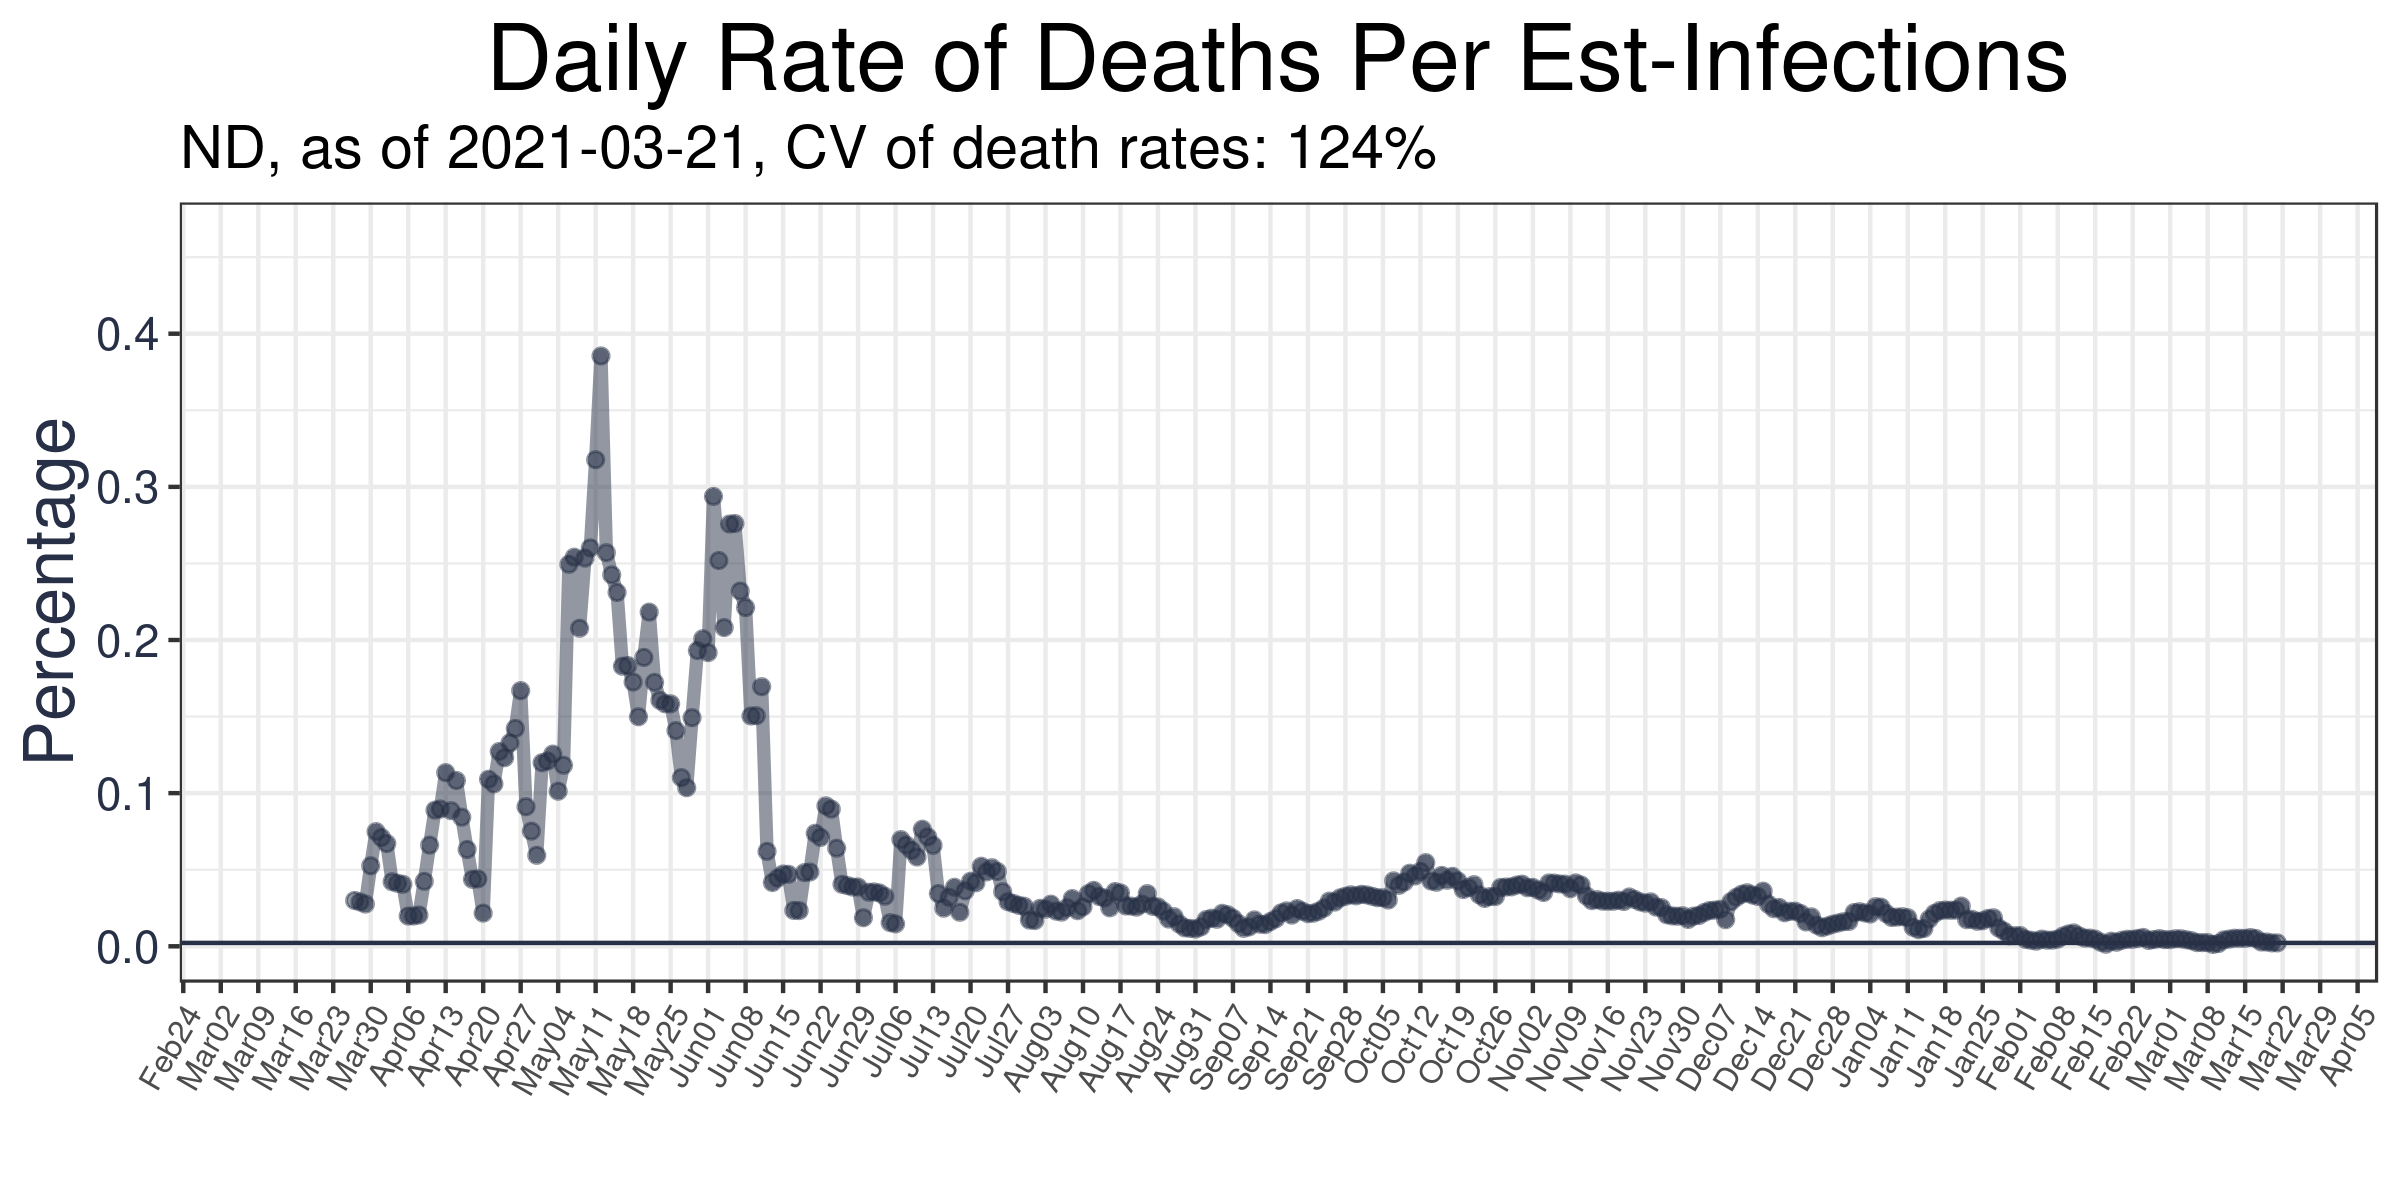 Daily Rate of Deaths Per Est-Infections
ND, as of 2021-03-21, CV of death rates: 124%
Percentage
0.4
0.3
0.2
0.1
0.0
Feb24
Mar02
Mar09
Mar16
Mar23
Mar30
Apr06
Apr13
Apr20
Apr27
May04
May11
May18
May25
Jun01
Jun08
Jun15
Jun22
Jun29
Jul06
Jul13
Jul20
Jul27
Aug03
Aug10
Aug17
Aug24
Aug31
Sep07
Sep14
Sep21
Sep28
Oct05
Oct12
Oct19
Oct26
Nov02
Nov09
Nov16
Nov23
Nov30
Dec07
Dec14
Dec21
Dec28
Jan04
Jan11
Jan18
Jan25
Feb01
Feb08
Feb15
Feb22
Mar01
Mar08
Mar15
Mar22
Mar29
Apr05